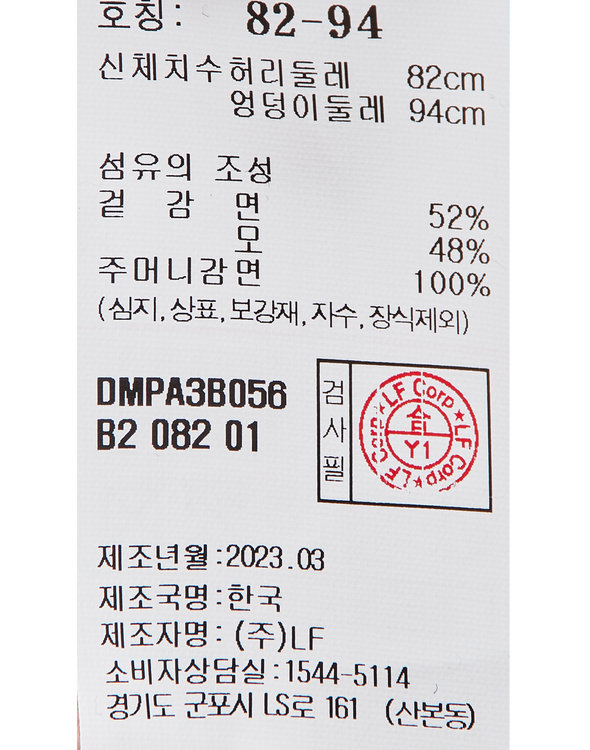 호칭: 82-94
신체치수허리둘레 82cm
엉덩이둘레 94cm
섬유의 조성
겉 감 면 52%
모 48%
주머니감면 100%
(심지,상표,보강재,자수,장식제외)
DMPA3B056
B2 082 01
검사필
LF Corp★LF Corp★LF Corp★
합
Y1
제조년월:2023.03
제조국명:한국
제조자명: (주)LF
소비자상담실:1544-5114
경기도 군포시 LS로 161 (산본동)